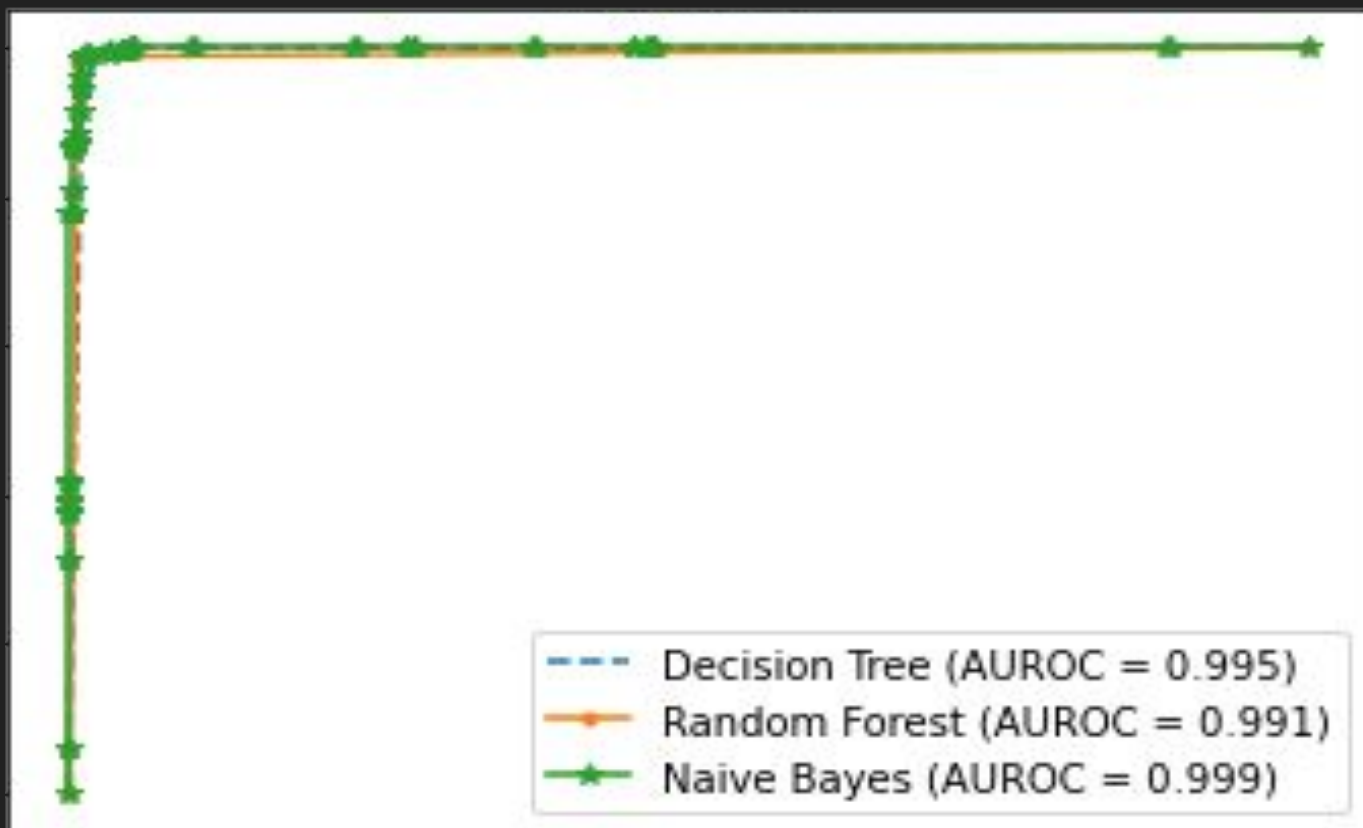 Decision Tree (AUROC = 0.995)
Random Forest (AUROC = 0.991)
Naive Bayes (AUROC = 0.999)